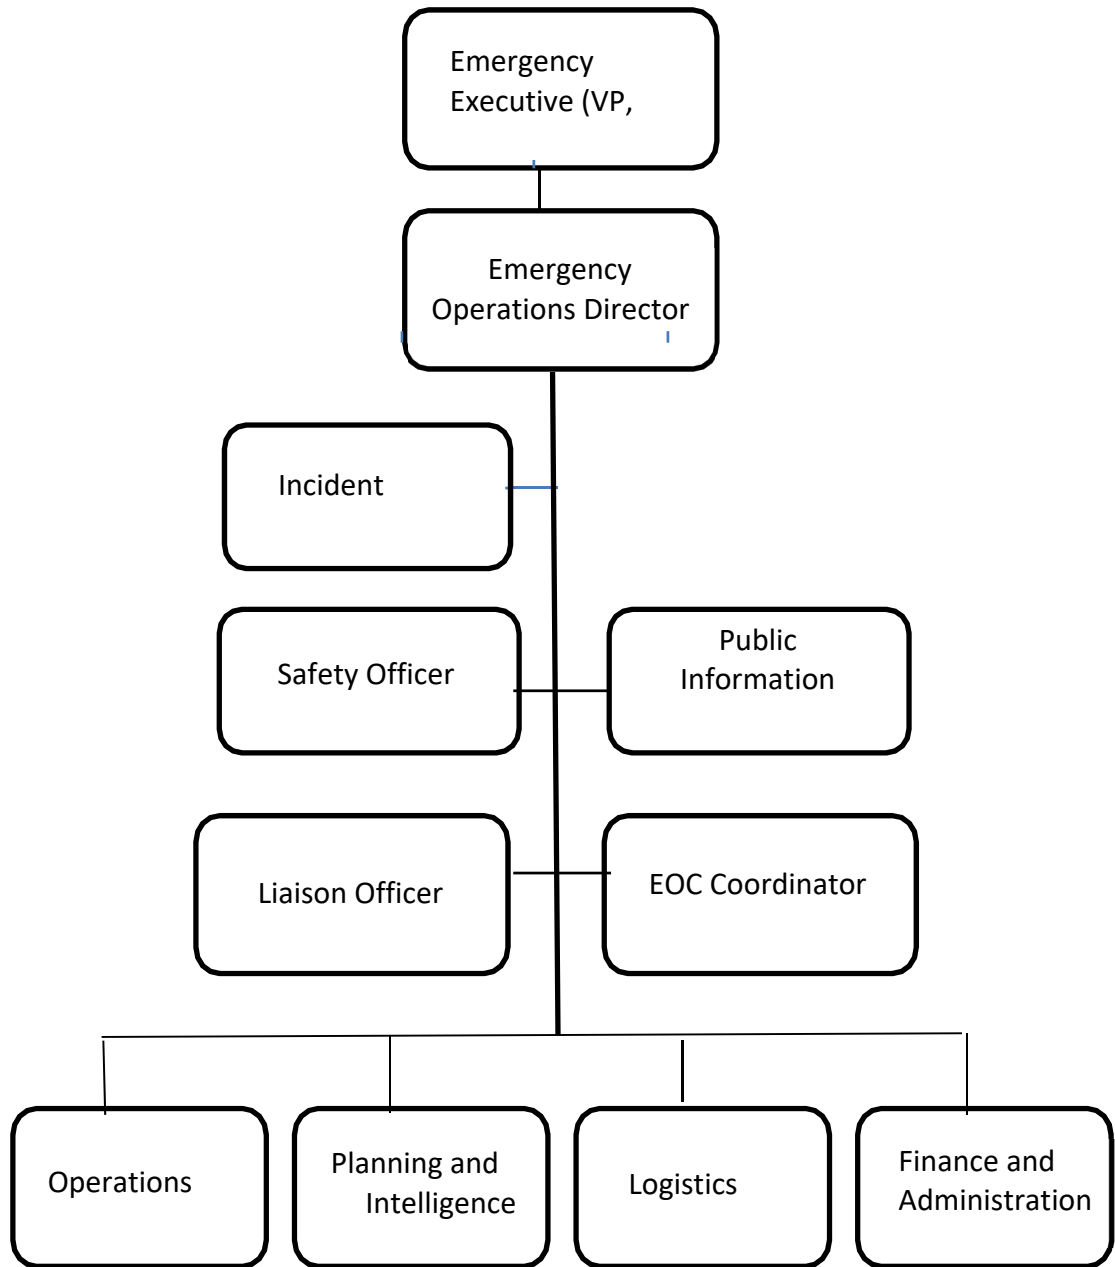 Emergency
Executive (VP,
Emergency
Operations Director
Incident
Safety Officer
Public
Information
Liaison Officer
EOC Coordinator
Operations
Planning and
Intelligence
Logistics
Finance and
Administration